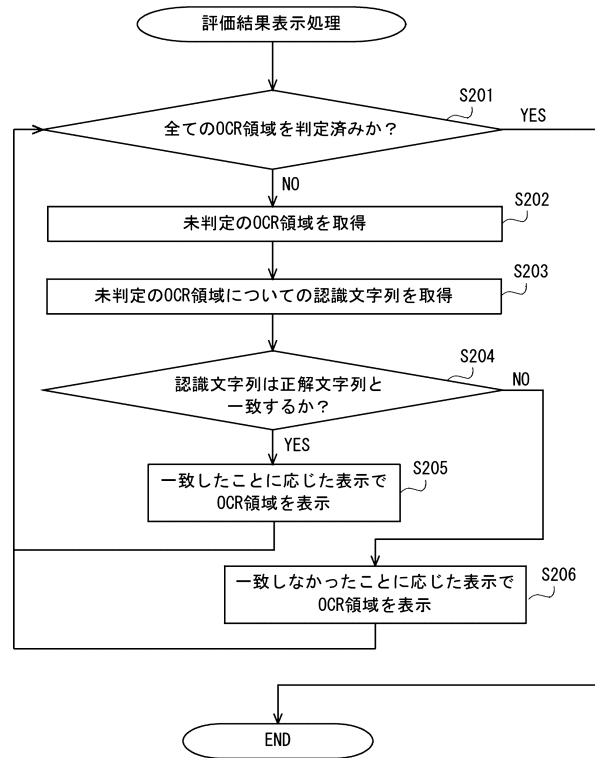 評価結果表示処理
S201
全てのOCR領域を判定済みか？
YES
NO
S202
未判定のOCR領域を取得
S203
未判定のOCR領域についての認識文字列を取得
S204
認識文字列は正解文字列と
一致するか？
NO
YES
S205
一致したことに応じた表示で
OCR領域を表示
S206
一致しなかったことに応じた表示で
OCR領域を表示
END